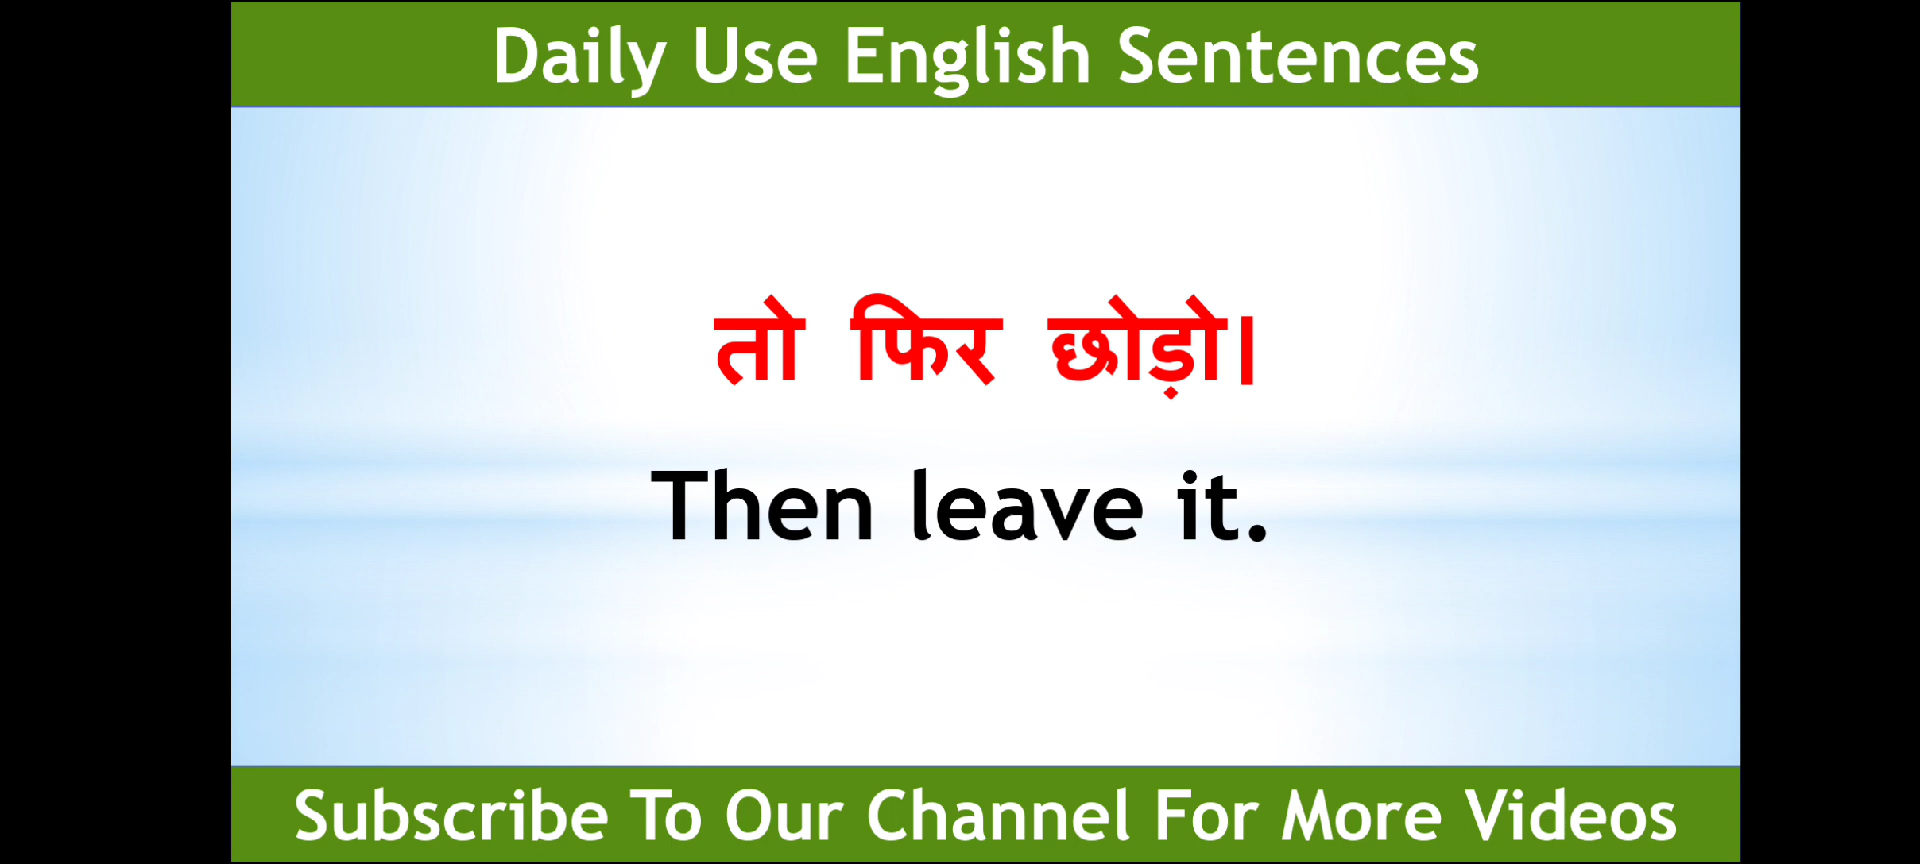 Daily Use English Sentences
तो फिर छोड़ो।
Then leave it.
Subscribe To Our Channel For More Videos